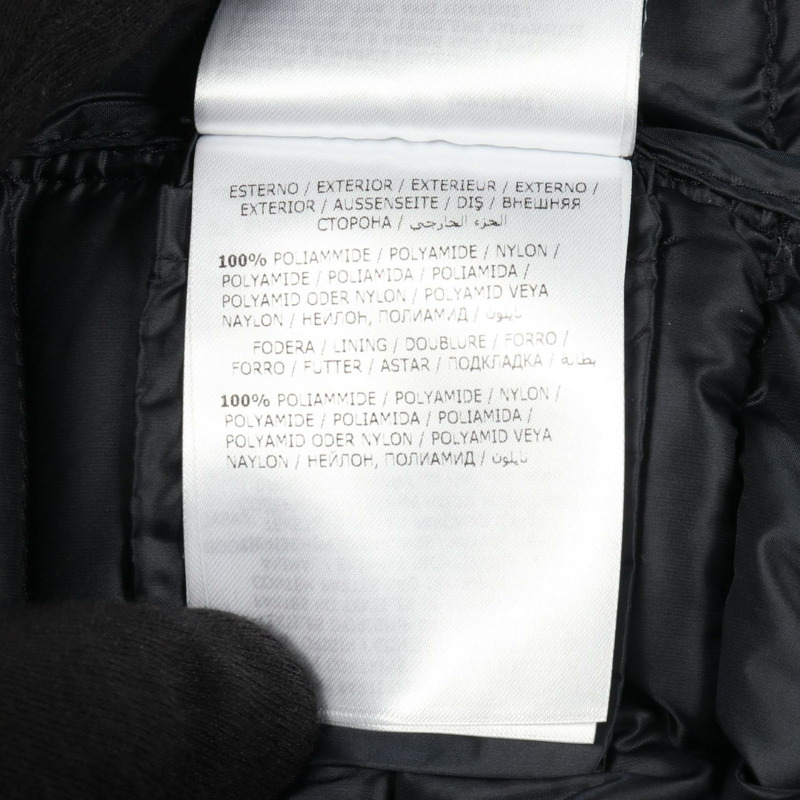 ESTERNO / EXTERIOR / EXTERIEUR / EXTERNO /
EXTERIOR / AUSSENSEITE / DIŞ / ВНЕШНЯЯ
СТОРОНА / الجزء الخارجي
100% POLIAMMIDE / POLYAMIDE / NYLON /
POLYAMIDE / POLIAMIDA / POLIAMIDA /
POLYAMID ODER NYLON / POLYAMID VEYA
NAYLON / НЕЙЛОН, ПОЛИАМИД / نايلون
FODERA / LINING / DOUBLURE / FORRO /
FORRO / FUTTER / ASTAR / ПОДКЛАДКА / بطانة
100% POLIAMMIDE / POLYAMIDE / NYLON /
POLYAMIDE / POLIAMIDA / POLIAMIDA /
POLYAMID ODER NYLON / POLYAMID VEYA
NAYLON / НЕЙЛОН, ПОЛИАМИД / نايلون